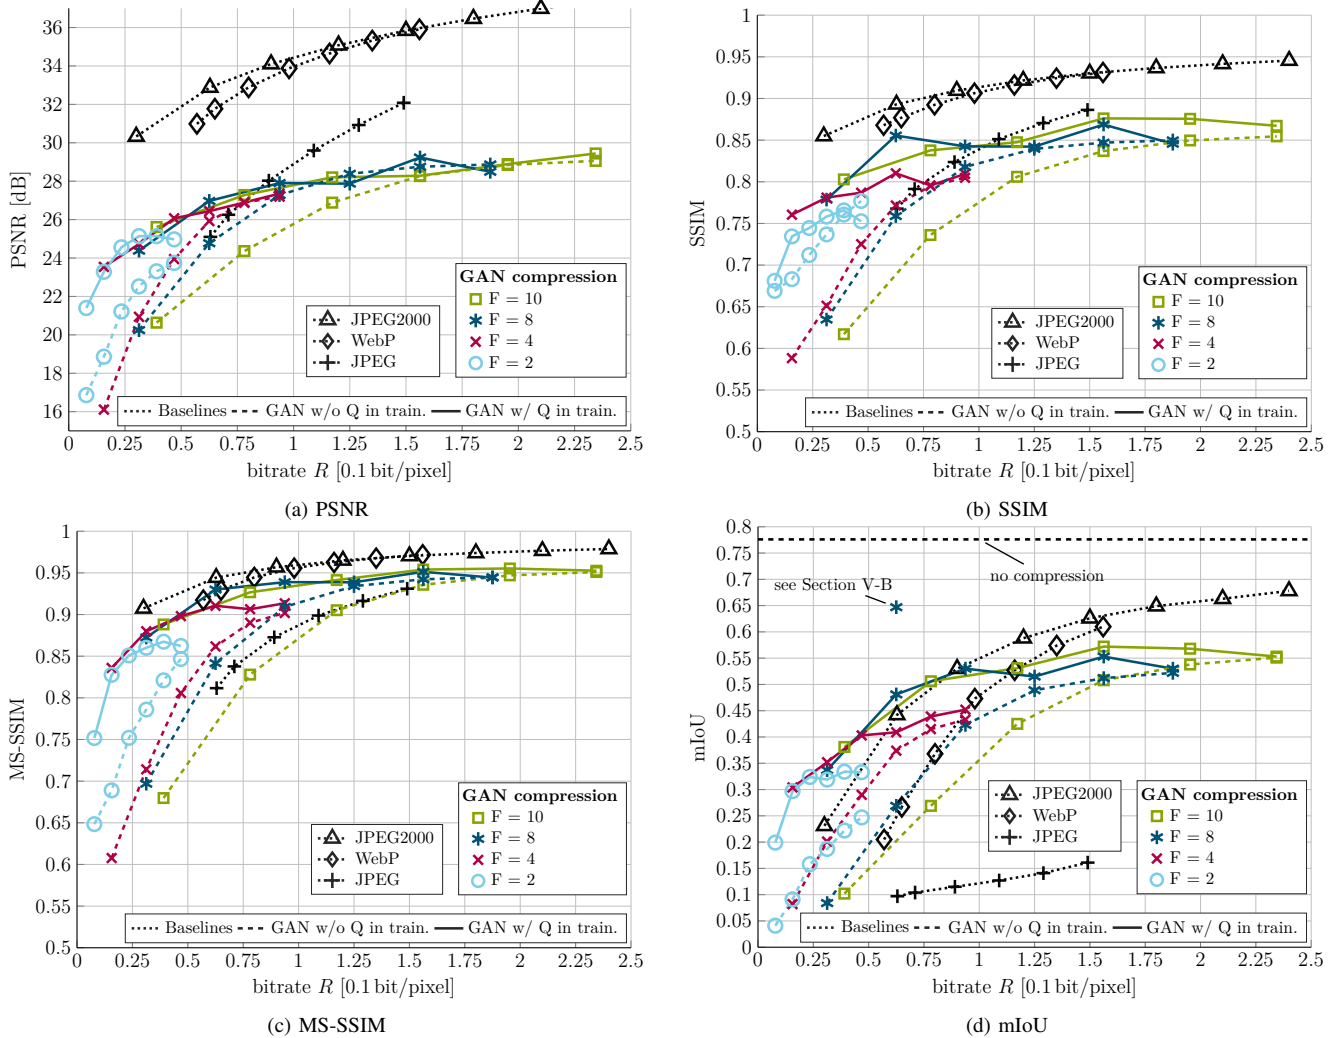 36
34
32
30
28
26
24
22
20
18
16
PSNR [dB]
GAN compression
F = 10
F = 8
F = 4
F = 2
JPEG2000
WebP
JPEG
Baselines GAN w/o Q in train. GAN w/ Q in train.
0 0.25 0.5 0.75 1 1.25 1.5 1.75 2 2.25 2.5
bitrate R [0.1 bit/pixel]
(a) PSNR
1
0.95
0.9
0.85
0.8
0.75
0.7
0.65
0.6
0.55
0.5
SSIM
GAN compression
F = 10
F = 8
F = 4
F = 2
JPEG2000
WebP
JPEG
Baselines GAN w/o Q in train. GAN w/ Q in train.
0 0.25 0.5 0.75 1 1.25 1.5 1.75 2 2.25 2.5
bitrate R [0.1 bit/pixel]
(b) SSIM
1
0.95
0.9
0.85
0.8
0.75
0.7
0.65
0.6
0.55
0.5
MS-SSIM
GAN compression
F = 10
F = 8
F = 4
F = 2
JPEG2000
WebP
JPEG
Baselines GAN w/o Q in train. GAN w/ Q in train.
0 0.25 0.5 0.75 1 1.25 1.5 1.75 2 2.25 2.5
bitrate R [0.1 bit/pixel]
(c) MS-SSIM
0.8
0.75
0.7
0.65
0.6
0.55
0.5
0.45
0.4
0.35
0.3
0.25
0.2
0.15
0.1
0.05
0
mIoU
no compression
see Section V-B
GAN compression
F = 10
F = 8
F = 4
F = 2
JPEG2000
WebP
JPEG
Baselines GAN w/o Q in train. GAN w/ Q in train.
0 0.25 0.5 0.75 1 1.25 1.5 1.75 2 2.25 2.5
bitrate R [0.1 bit/pixel]
(d) mIoU